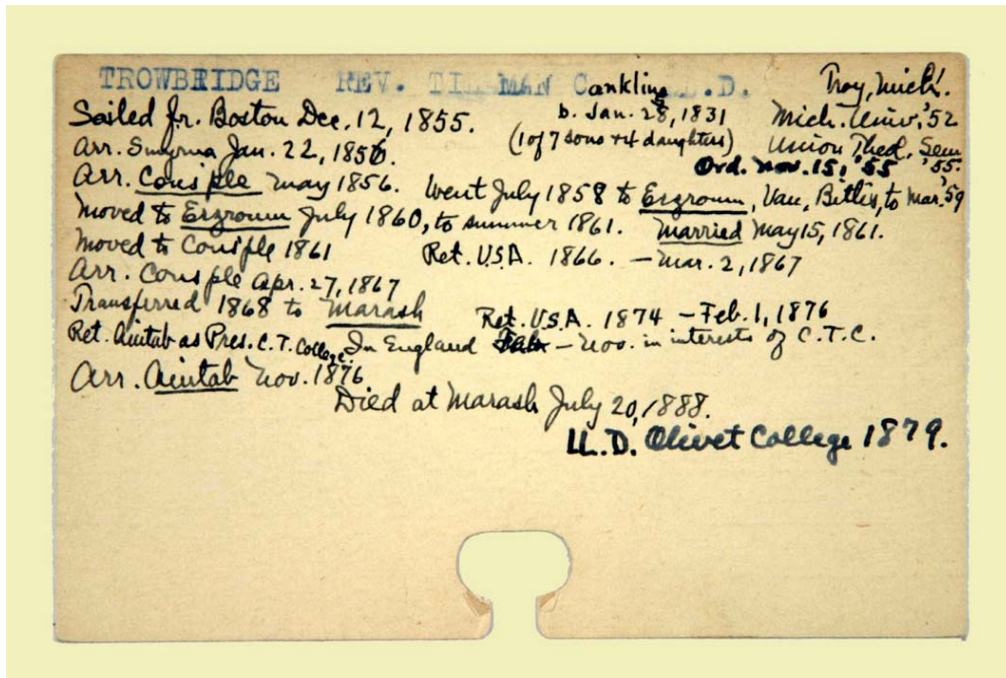 TROWBRIDGE REV. TILLMAN Conkling LL.D. Troy, Mich.
Sailed fr. Boston Dec. 12, 1855. b. Jan. 28, 1831 Mich. Univ. '52
Arr. Smyrna Jan. 22, 1856. (1 of 7 sons + 4 daughters) Union Theol. Sem '55.
Ord. Nov. 15, '55
Arr. Cons'ple May 1856. Went July 1858 to Erzroum, Van, Bitlis, to Mar. '59
Moved to Erzroum July 1860, to summer 1861. Married May 15, 1861.
Moved to Cons'ple 1861 Ret. U.S.A. 1866. – Mar. 2, 1867
Arr. Cons'ple Apr. 27, 1867
Transferred 1868 to Marash Ret. U.S.A. 1874 – Feb. 1, 1876
Ret. Aintab as Pres. C. T. College. In England – Nov. in interests of C.T.C.
Arr. Aintab Nov. 1876
Died at Marash July 20, 1888.
LL.D. Olivet College 1879.